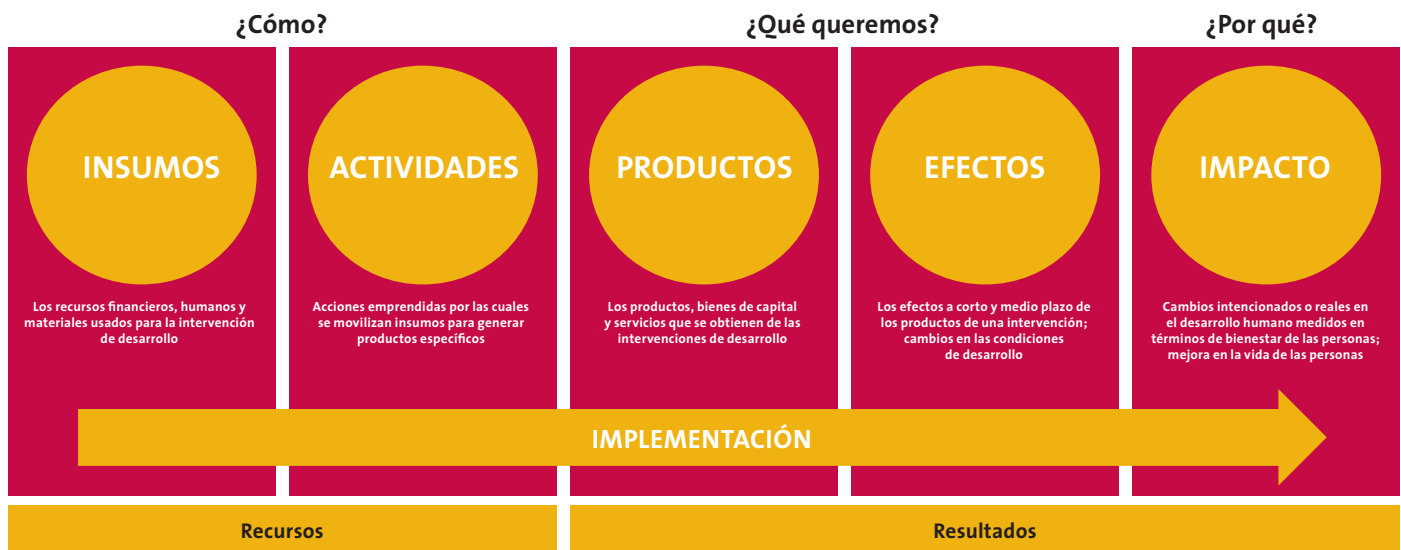 ¿Cómo?
¿Qué queremos?
¿Por qué?
INSUMOS
Los recursos financieros, humanos y
materiales usados para la intervención
de desarrollo
ACTIVIDADES
Acciones emprendidas por las cuales
se movilizan insumos para generar
productos específicos
PRODUCTOS
Los productos, bienes de capital
y servicios que se obtienen de las
intervenciones de desarrollo
EFECTOS
Los efectos a corto y medio plazo de
los productos de una intervención;
cambios en las condiciones
de desarrollo
IMPACTO
Cambios intencionados o reales en
el desarrollo humano medidos en
términos de bienestar de las personas;
mejora en la vida de las personas
IMPLEMENTACIÓN
Recursos
Resultados